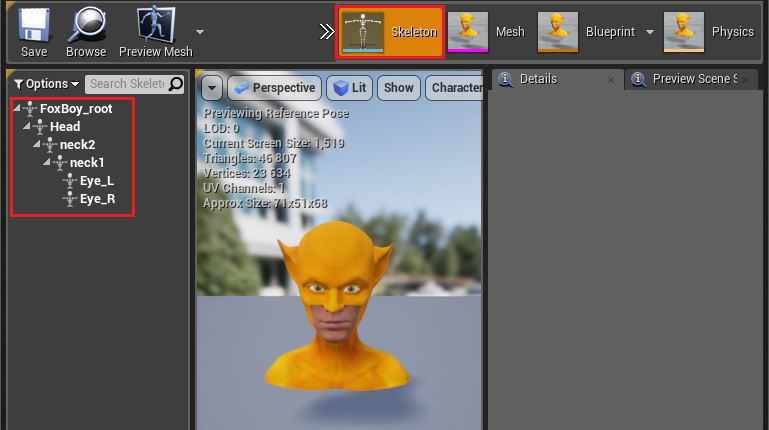 Save Browse Preview Mesh Skeleton Mesh Blueprint Physics
Options Search Skelet
FoxBoy_root
Head
neck2
neck1
Eye_L
Eye_R
Perspective Lit Show Character
Previewing Reference Pose
LOD: 0
Current Screen Size: 1,519
Triangles: 46 807
Vertices: 23 634
UV Channels: 1
Approx Size: 71x51x68
Details Preview Scene S